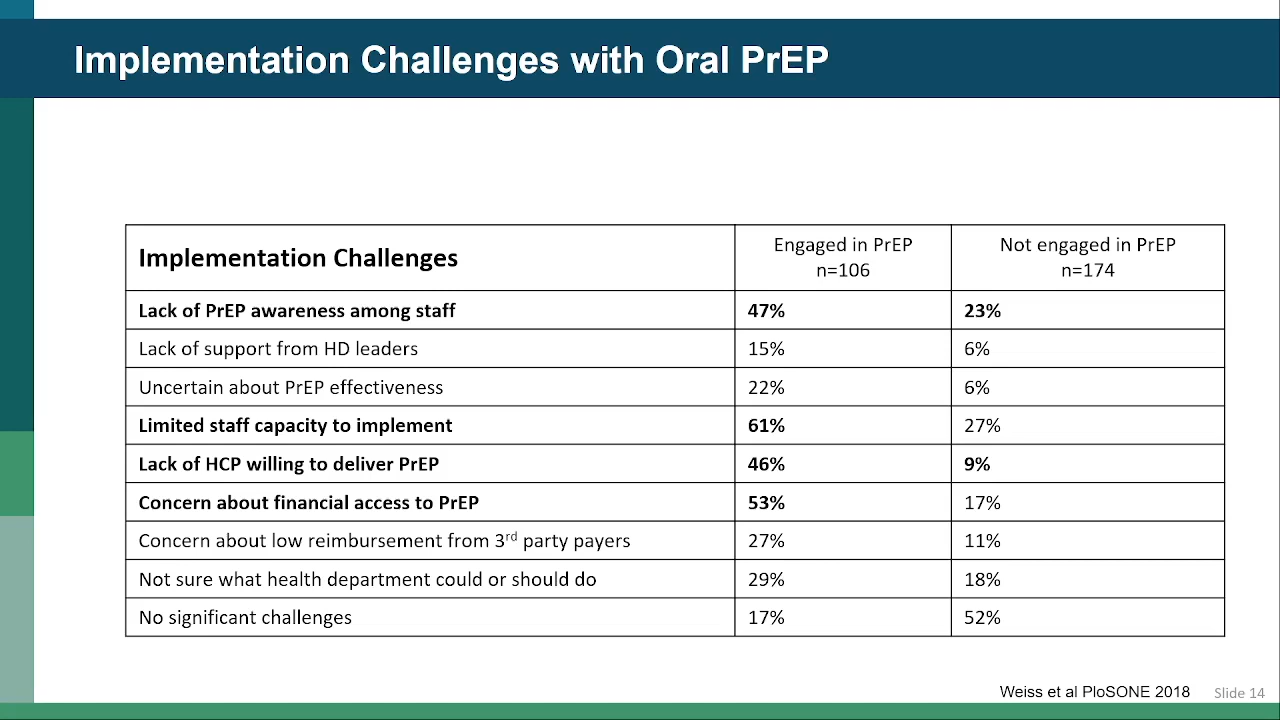 Implementation Challenges with Oral PrEP
Implementation Challenges
Engaged in PrEP
n=106
Not engaged in PrEP
n=174
Lack of PrEP awareness among staff 47% 23%
Lack of support from HD leaders 15% 6%
Uncertain about PrEP effectiveness 22% 6%
Limited staff capacity to implement 61% 27%
Lack of HCP willing to deliver PrEP 46% 9%
Concern about financial access to PrEP 53% 17%
Concern about low reimbursement from 3rd party payers 27% 11%
Not sure what health department could or should do 29% 18%
No significant challenges 17% 52%
Weiss et al PloSONE 2018 Slide 14